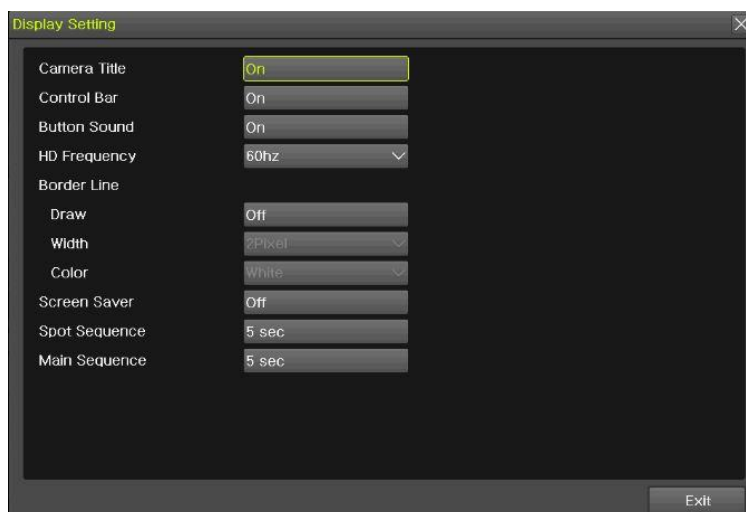 Display Setting
Camera Title On
Control Bar On
Button Sound On
HD Frequency 60hz
Border Line
Draw Off
Width 2Pixel
Color White
Screen Saver Off
Spot Sequence 5 sec
Main Sequence 5 sec
Exit